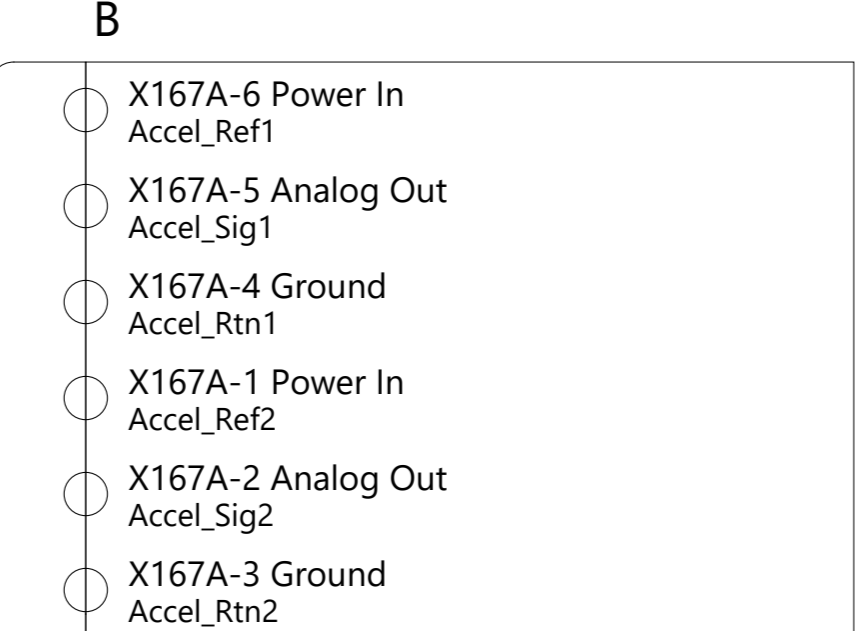 B
X167A-6 Power In
Accel_Ref1
X167A-5 Analog Out
Accel_Sig1
X167A-4 Ground
Accel_Rtn1
X167A-1 Power In
Accel_Ref2
X167A-2 Analog Out
Accel_Sig2
X167A-3 Ground
Accel_Rtn2